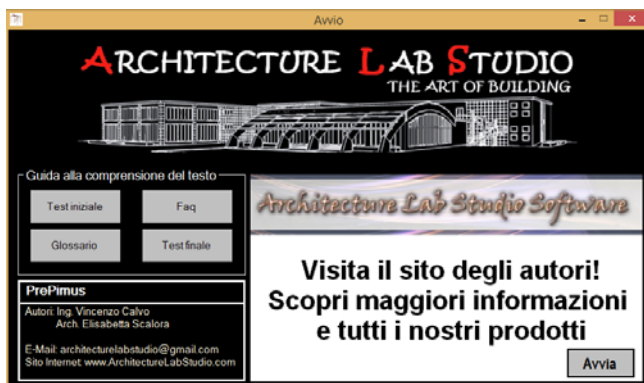 Avvio
ARCHITECTURE LAB STUDIO
THE ART OF BUILDING
Guida alla comprensione del testo
Test iniziale
Faq
Glossario
Test finale
Architecture Lab Studio Software
PrePimus
Autori: Ing. Vincenzo Calvo
Arch. Elisabetta Scalora
E-Mail: architecturelabstudio@gmail.com
Sito Internet: www.ArchitectureLabStudio.com
Visita il sito degli autori!
Scopri maggiori informazioni
e tutti i nostri prodotti
Avvia